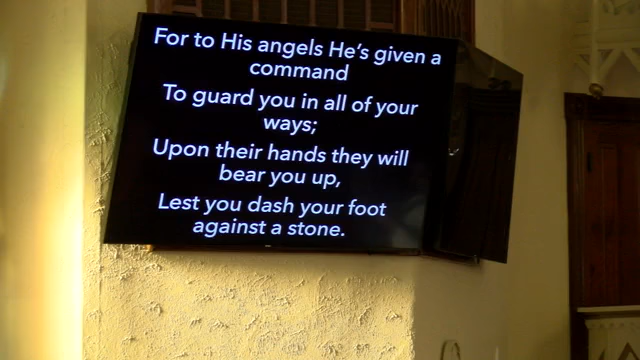 For to His angels He's given a
command
To guard you in all of your
ways;
Upon their hands they will
bear you up,
Lest you dash your foot
against a stone.